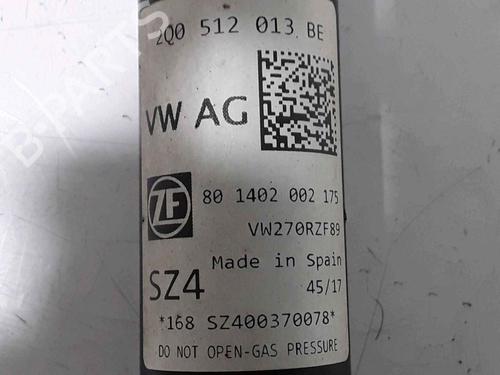 2Q0 512 013 BE
VW AG
ZF
80 1402 002 175
VW270RZF89
Made in Spain
SZ4
45/17
*168 SZ400370078*
DO NOT OPEN-GAS PRESSURE